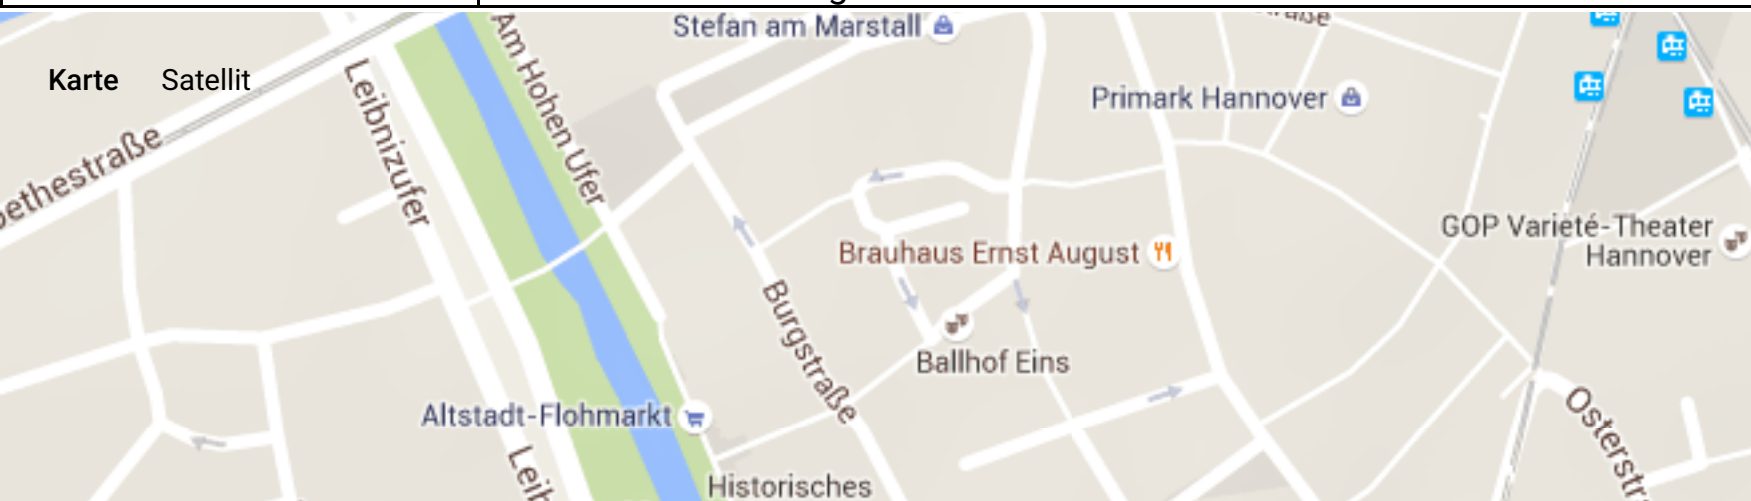 Stefan am Marstall
Karte Satellit
Am Hohen Ufer
Leibnizufer
Primark Hannover
GOP Varieté-Theater
Hannover
Brauhaus Ernst August
Burgstraße
Ballhof Eins
Altstadt-Flohmarkt
Historisches